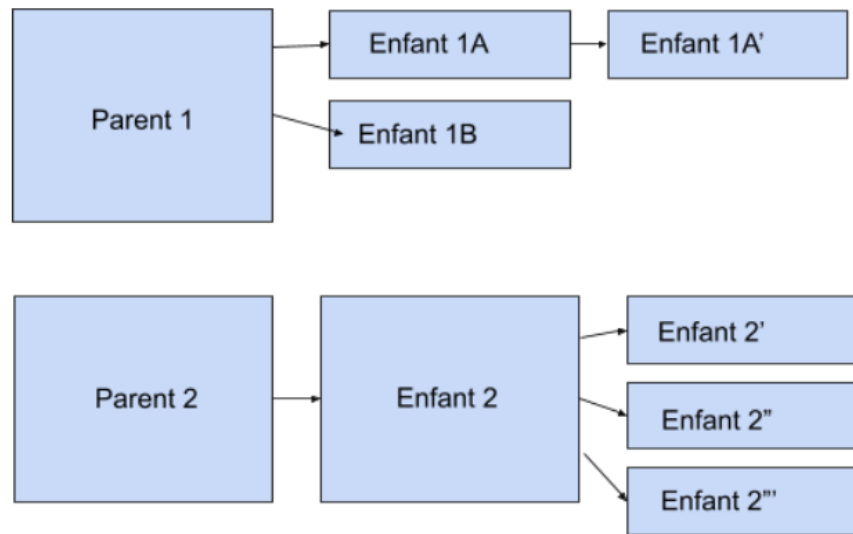 Parent 1
Enfant 1A
Enfant 1A’
Enfant 1B
Parent 2
Enfant 2
Enfant 2’
Enfant 2”
Enfant 2”’